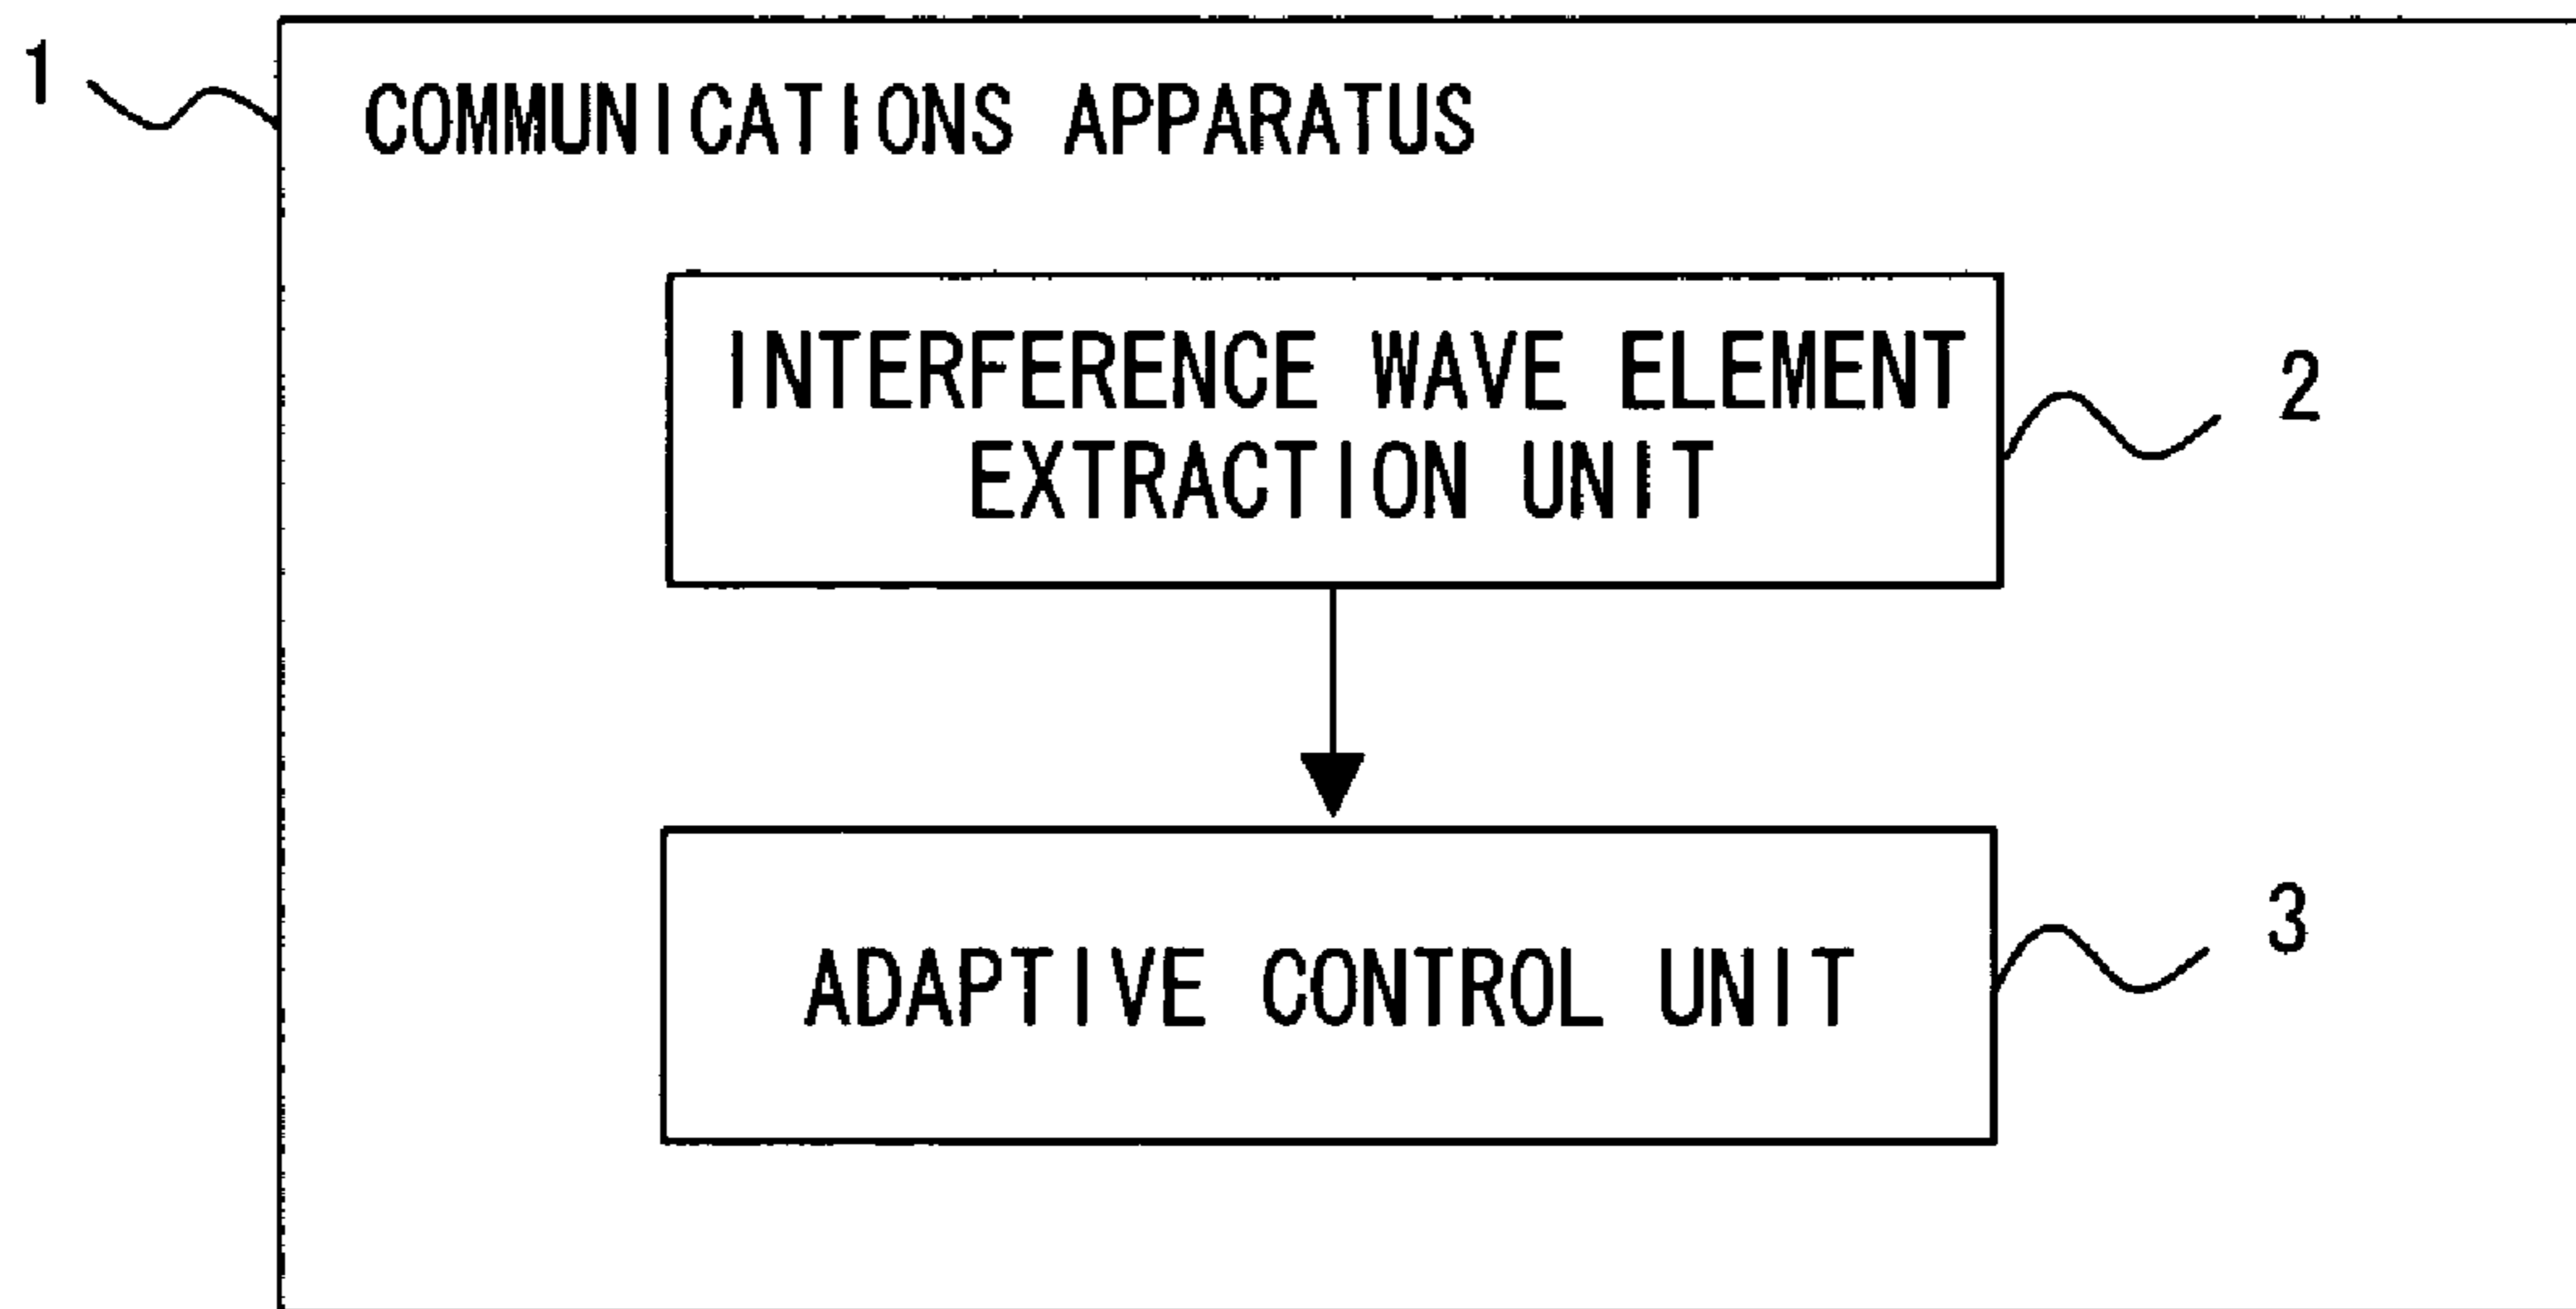 1
COMMUNICATIONS APPARATUS
INTERFERENCE WAVE ELEMENT
EXTRACTION UNIT
2
ADAPTIVE CONTROL UNIT
3